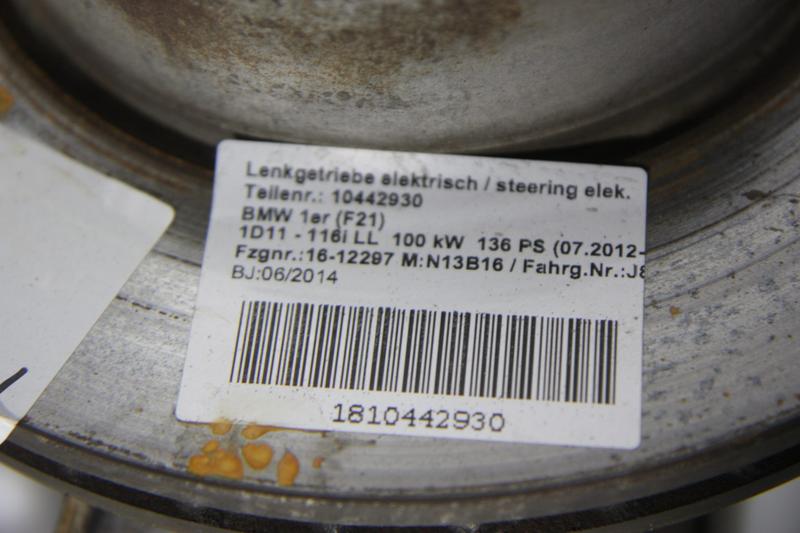 Lenkgetriebe elektrisch / steering elek.
Teilenr.: 10442930
BMW 1er (F21)
1D11 - 116i LL 100 kW 136 PS (07.2012-
Fzgnr.:16-12297 M:N13B16 / Fahrg.Nr.:J8
BJ:06/2014
1810442930